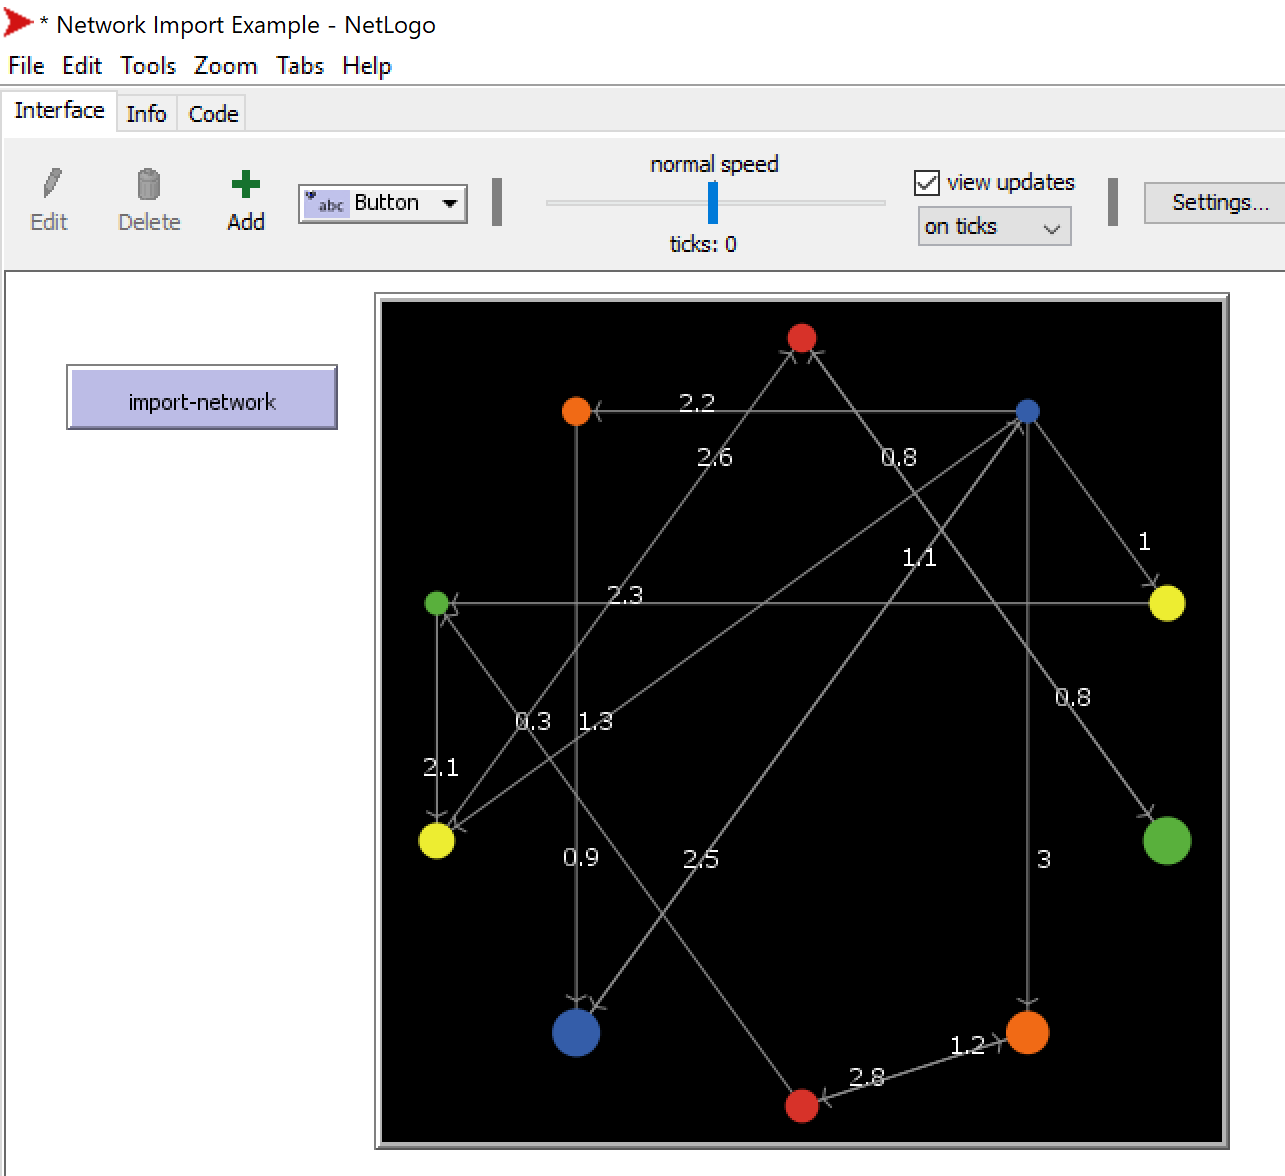 * Network Import Example - NetLogo
File Edit Tools Zoom Tabs Help
Interface Info Code
normal speed
view updates
Edit Delete Add abc Button Settings...
on ticks
ticks: 0
import-network
2.2
2.6 0.8
1
1.1
2.3
0.8
0.3 1.3
2.1
0.9 2.5 3
1.2
2.8